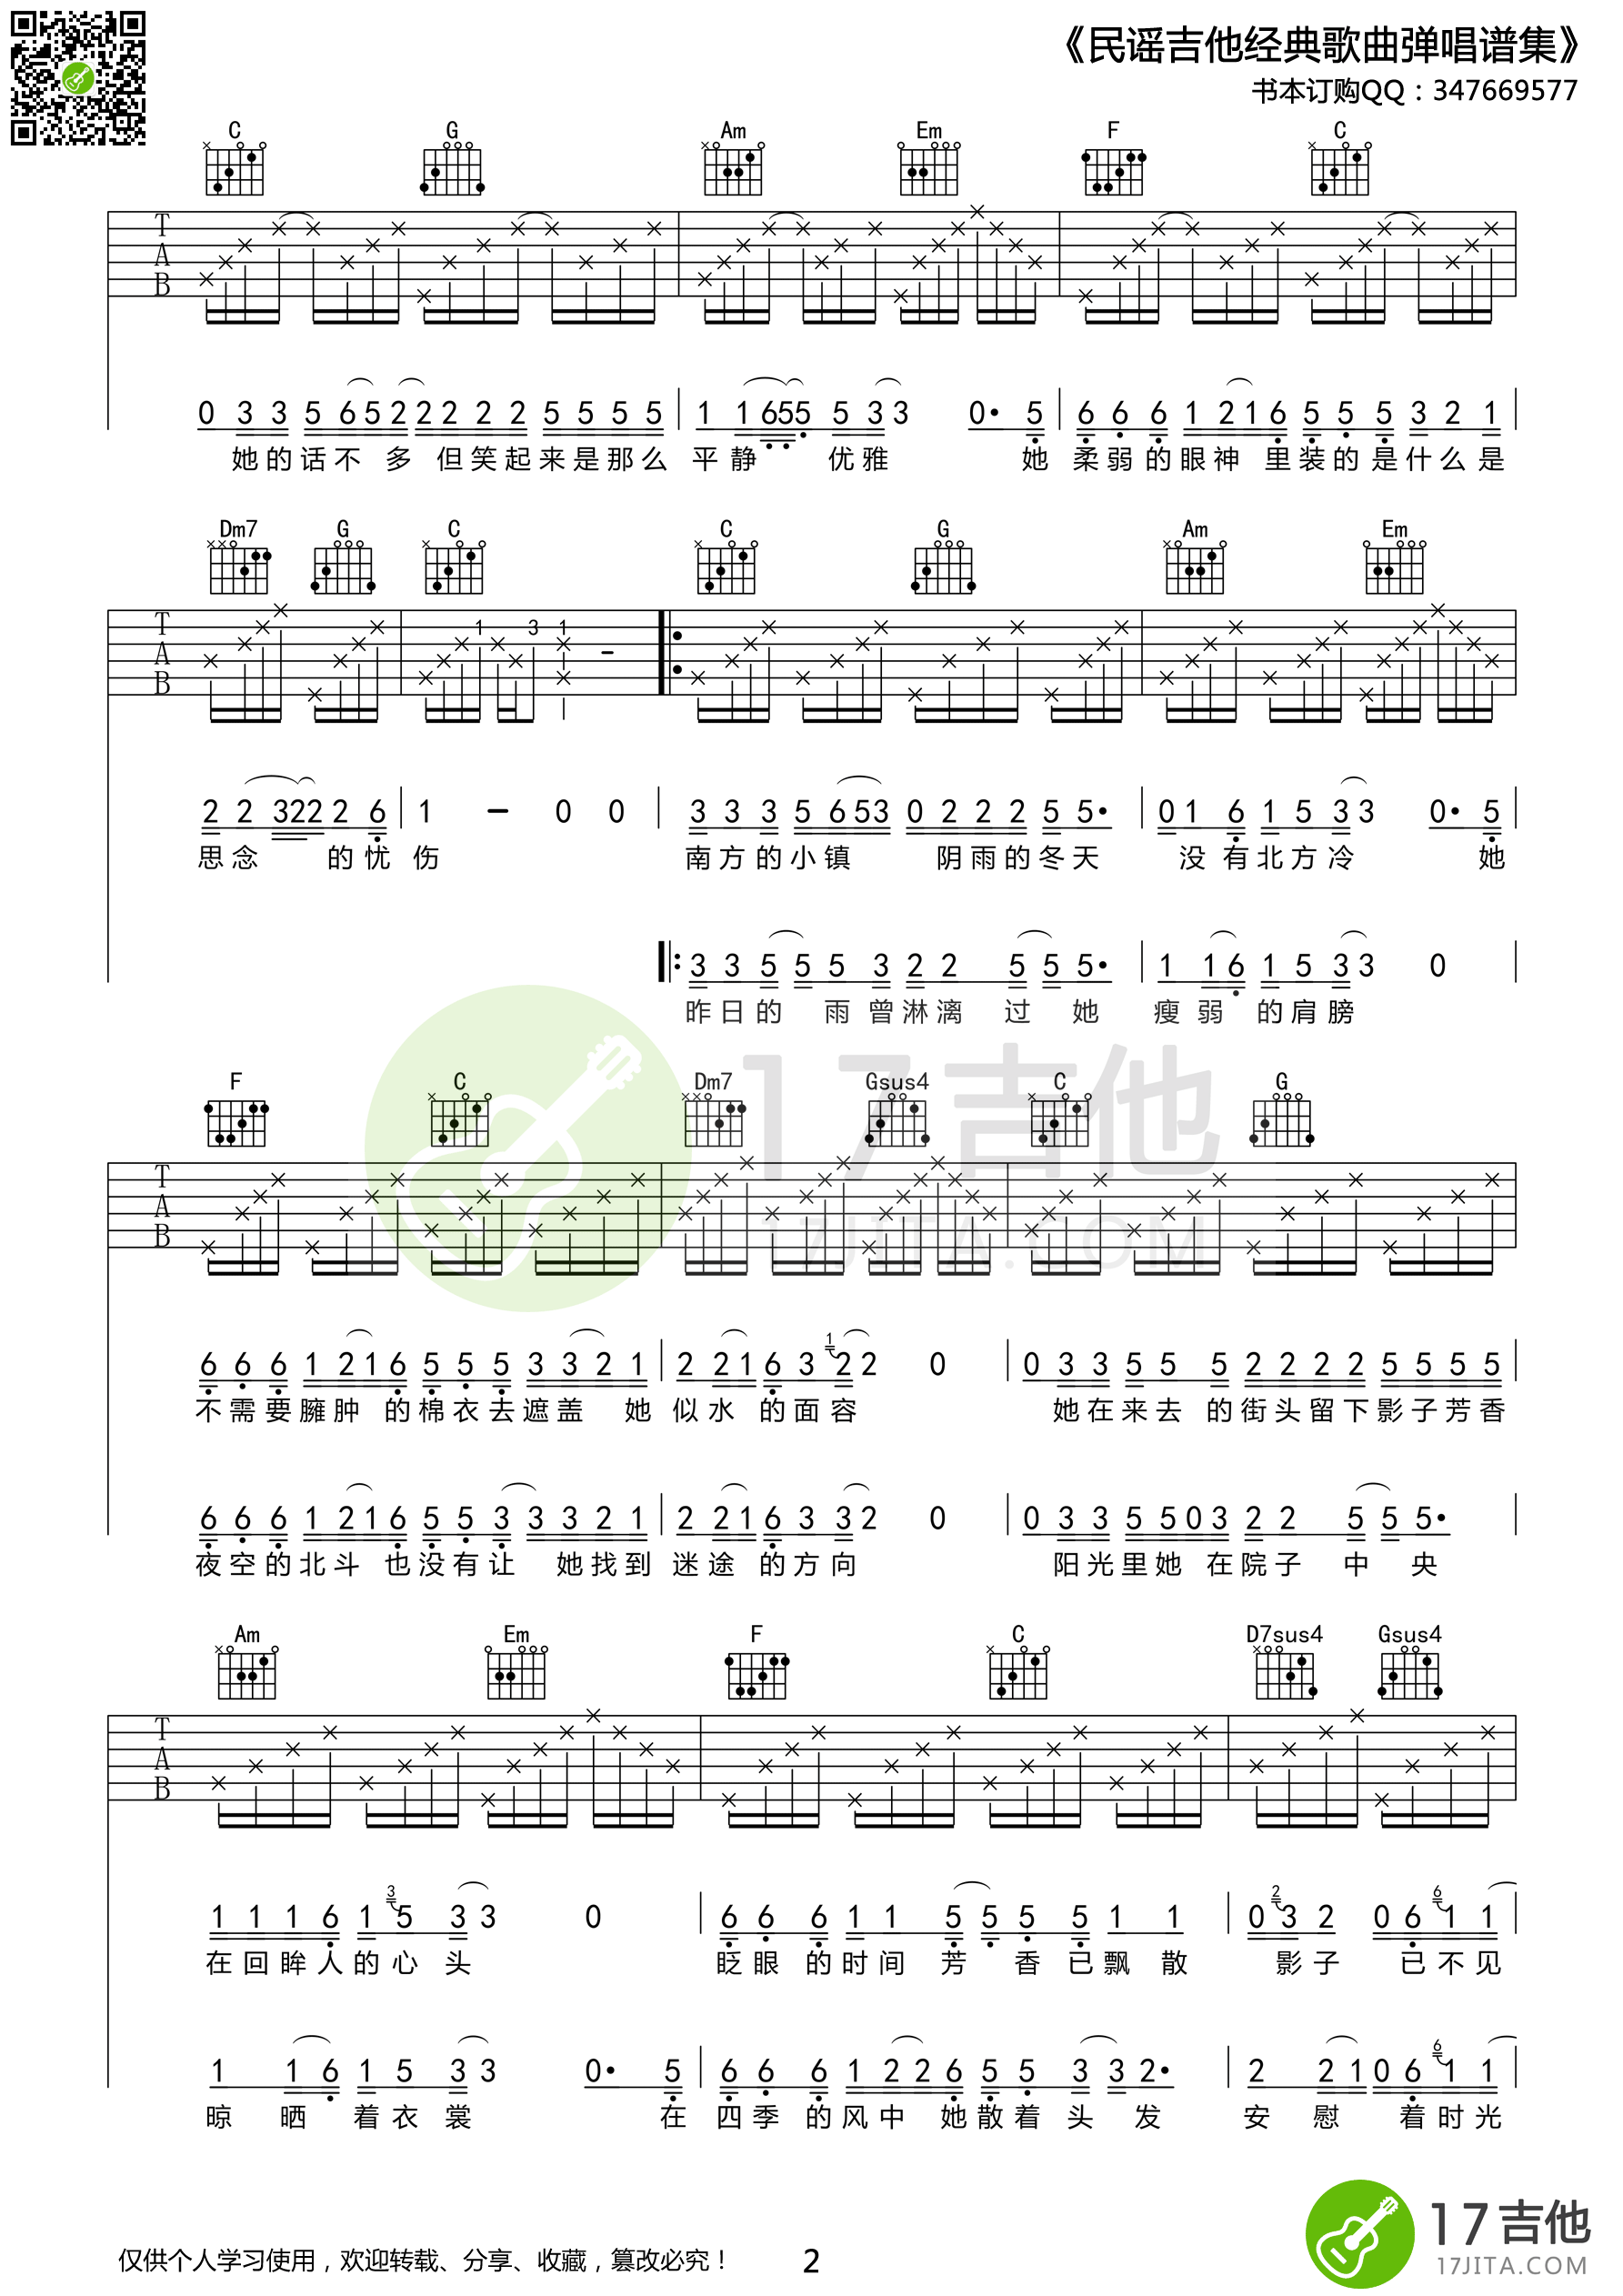 《民谣吉他经典歌曲弹唱谱集》
书本订购QQ：347669577
C G Am Em F C
T
A
B
0 3 3 5 6 5 2 2 2 2 2 5 5 5 5 1 1 6 5 5 5 3 3 0· 5 6 6 6 1 2 1 6 5 5 5 3 2 1
她的话不 多 但笑起来是那么 平静 优雅 她 柔弱的眼神 里装的是什么是
Dm7 G C C G Am Em
T
A
B
1 3 1
2 2 3 2 2 2 6 1 - 0 0 3 3 3 5 6 5 3 0 2 2 2 5 5· 0 1 6 1 5 3 3 0· 5
思念 的忧 伤 南方的小镇 阴雨的冬天 没有北方冷 她
3 3 5 5 5 3 2 2 5 5 5· 1 1 6 1 5 3 3 0
昨日的 雨曾淋漓 过 她 瘦弱 的肩膀
17吉他
17JITA.COM
F C Dm7 Gsus4 C G
T
A
B
6 6 6 1 2 1 6 5 5 5 3 3 2 1 2 2 1 6 3 1 2 2 0 0 3 3 5 5 5 2 2 2 2 5 5 5 5
不需要臃肿 的棉衣去遮盖 她 似水 的面容 她在来去 的街头留下影子芳香
6 6 6 1 2 1 6 5 5 3 3 3 2 1 2 2 1 6 3 3 2 0 0 3 3 5 5 0 3 2 2 5 5 5·
夜空的北斗 也没有让 她找到 迷途 的方向 阳光里她 在院子 中 央
Am Em F C D7sus4 Gsus4
T
A
B
1 1 1 6 1 3 5 3 3 0 6 6 6 1 1 5 5 5 5 1 1 0 2 3 2 0 6 6 1 1
在回眸人的心 头 眨眼 的时间 芳 香已飘 散 影子 已不见
1 1 6 1 5 3 3 0· 5 6 6 6 1 2 2 6 5 5 3 3 2· 2 2 1 0 6 6 1 1
晾 晒 着衣 裳 在 四季 的风中 她散着头 发 安 慰 着时光
仅供个人学习使用，欢迎转载、分享、收藏，篡改必究！
2
17吉他
17JITA.COM